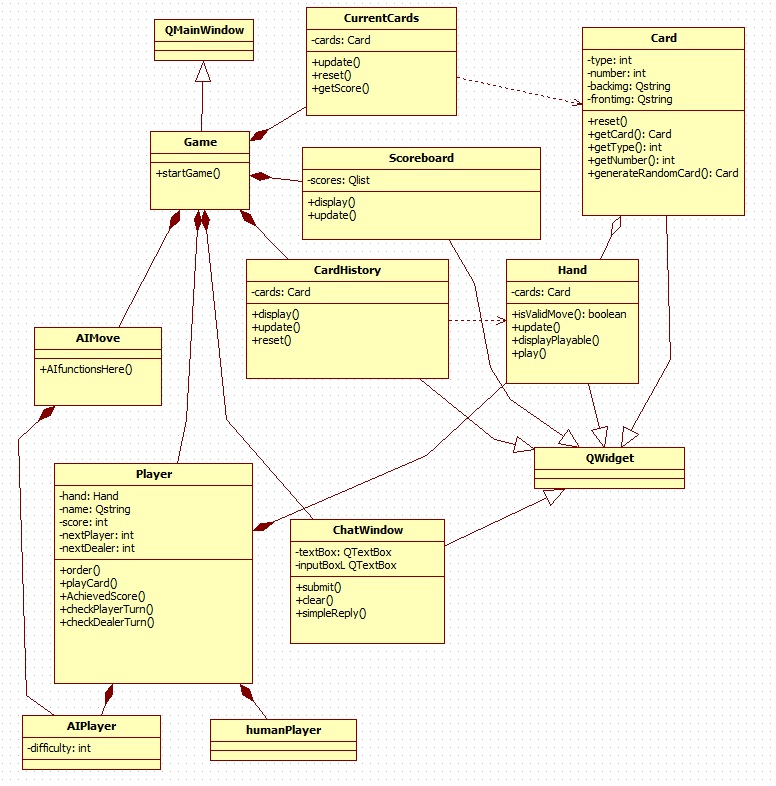 QMainWindow
CurrentCards
-cards: Card
+update()
+reset()
+getScore()
Card
-type: int
-number: int
-backimg: Qstring
-frontimg: Qstring
+reset()
+getCard(): Card
+getType(): int
+getNumber(): int
+generateRandomCard(): Card
Game
+startGame()
Scoreboard
-scores: Qlist
+display()
+update()
CardHistory
-cards: Card
+display()
+update()
+reset()
Hand
-cards: Card
+isValidMove(): boolean
+update()
+displayPlayable()
+play()
AIMove
+AIfunctionsHere()
QWidget
Player
-hand: Hand
-name: Qstring
-score: int
-nextPlayer: int
-nextDealer: int
+order()
+playCard()
+AchievedScore()
+checkPlayerTurn()
+checkDealerTurn()
ChatWindow
-textBox: QTextBox
-inputBoxL QTextBox
+submit()
+clear()
+simpleReply()
AIPlayer
-difficulty: int
humanPlayer